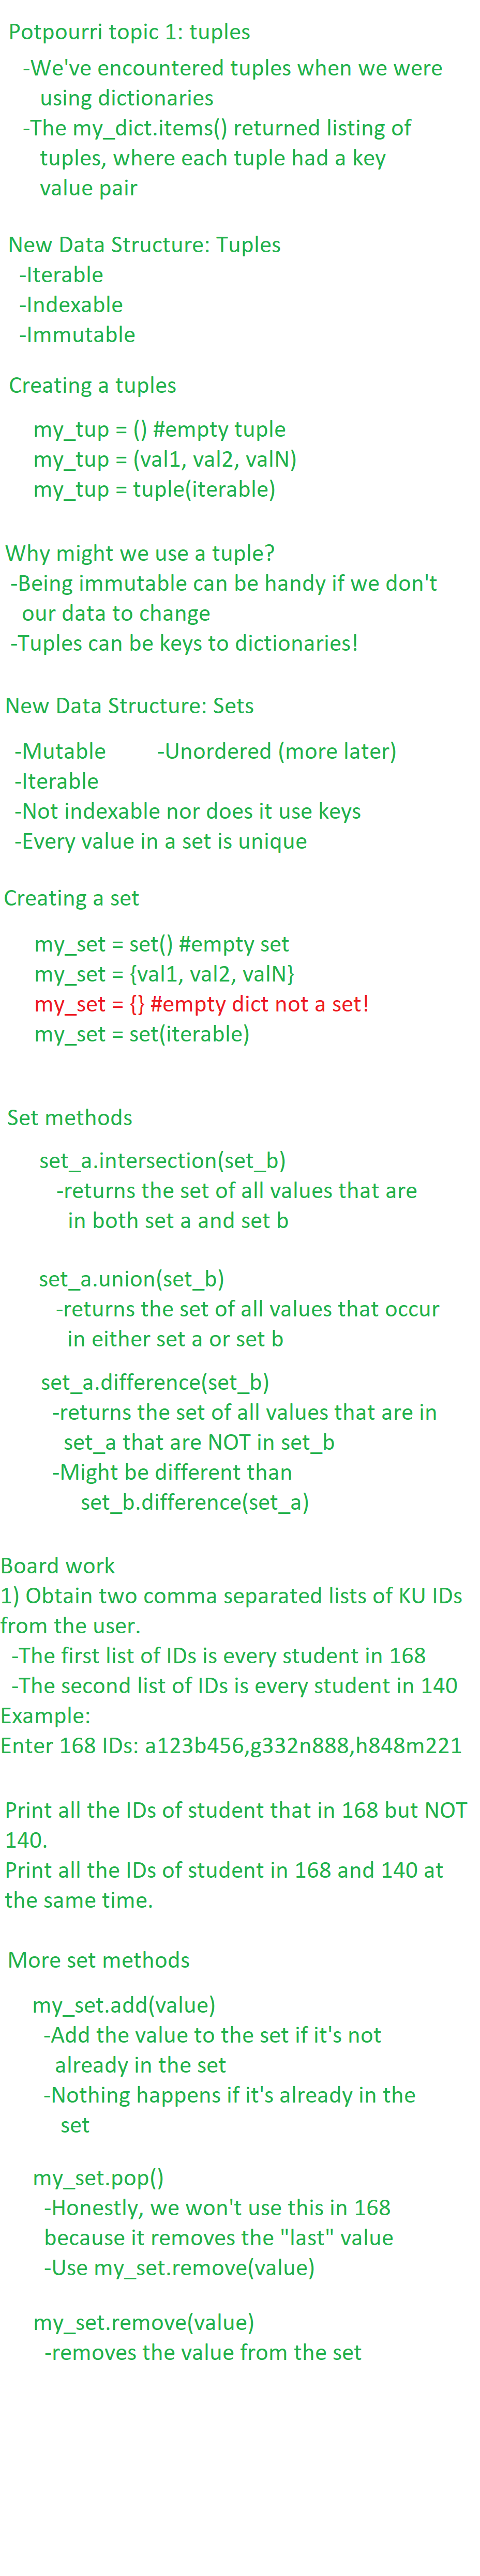 Potpourri topic 1: tuples
-We've encountered tuples when we were
using dictionaries
-The my_dict.items() returned listing of
tuples, where each tuple had a key
value pair
New Data Structure: Tuples
-Iterable
-Indexable
-Immutable
Creating a tuples
my_tup = () #empty tuple
my_tup = (val1, val2, valN)
my_tup = tuple(iterable)
Why might we use a tuple?
-Being immutable can be handy if we don't
our data to change
-Tuples can be keys to dictionaries!
New Data Structure: Sets
-Mutable -Unordered (more later)
-Iterable
-Not indexable nor does it use keys
-Every value in a set is unique
Creating a set
my_set = set() #empty set
my_set = {val1, val2, valN}
my_set = {} #empty dict not a set!
my_set = set(iterable)
Set methods
set_a.intersection(set_b)
-returns the set of all values that are
in both set a and set b
set_a.union(set_b)
-returns the set of all values that occur
in either set a or set b
set_a.difference(set_b)
-returns the set of all values that are in
set_a that are NOT in set_b
-Might be different than
set_b.difference(set_a)
Board work
1) Obtain two comma separated lists of KU IDs
from the user.
-The first list of IDs is every student in 168
-The second list of IDs is every student in 140
Example:
Enter 168 IDs: a123b456,g332n888,h848m221
Print all the IDs of student that in 168 but NOT
140.
Print all the IDs of student in 168 and 140 at
the same time.
More set methods
my_set.add(value)
-Add the value to the set if it's not
already in the set
-Nothing happens if it's already in the
set
my_set.pop()
-Honestly, we won't use this in 168
because it removes the "last" value
-Use my_set.remove(value)
my_set.remove(value)
-removes the value from the set